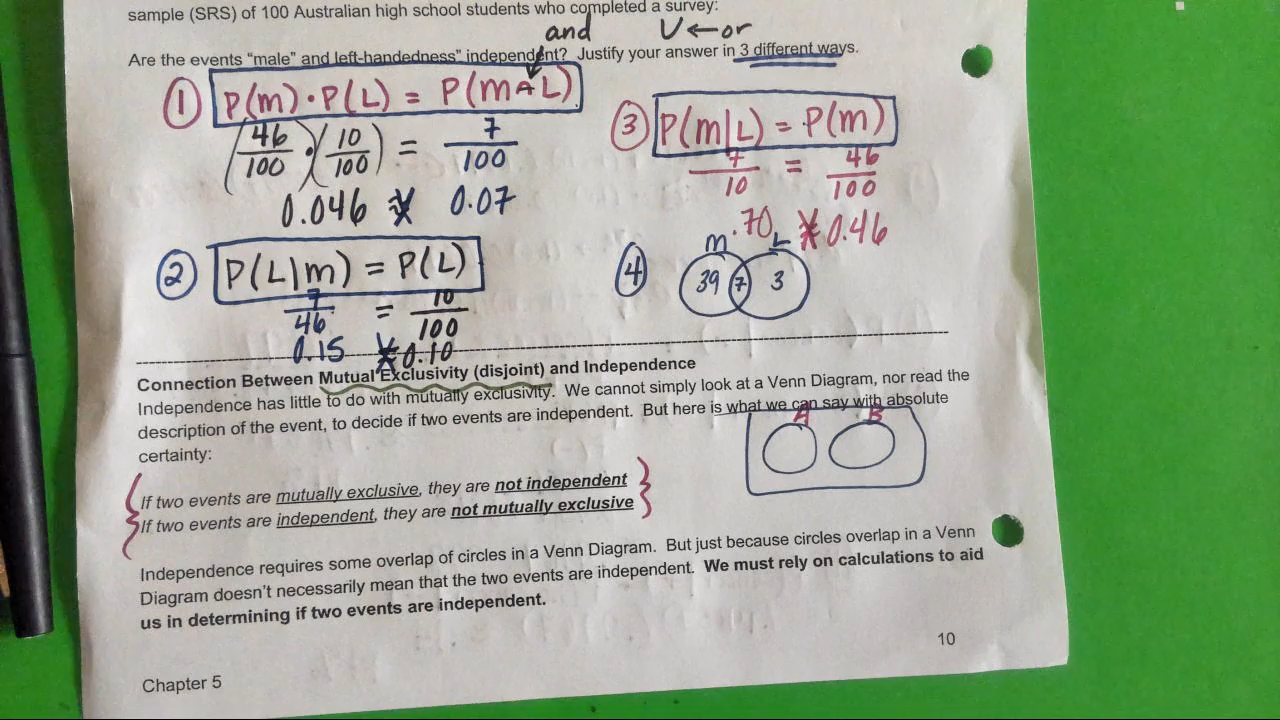 sample (SRS) of 100 Australian high school students who completed a survey:
and U ← or
Are the events “male” and left-handedness” independent? Justify your answer in 3 different ways.
① P(m)·P(L) = P(m∩L)
(46/100)·(10/100) = 7/100
0.046 ≠ 0.07
② P(L|m) = P(L)
7/46 = 10/100
0.15 ≠ 0.10
③ P(m|L) = P(m)
7/10 = 46/100
.70 ≠ 0.46
④ m L
39 7 3
Connection Between Mutual Exclusivity (disjoint) and Independence
Independence has little to do with mutually exclusivity. We cannot simply look at a Venn Diagram, nor read the
description of the event, to decide if two events are independent. But here is what we can say with absolute
certainty:
A B
If two events are mutually exclusive, they are not independent
If two events are independent, they are not mutually exclusive
Independence requires some overlap of circles in a Venn Diagram. But just because circles overlap in a Venn
Diagram doesn’t necessarily mean that the two events are independent. We must rely on calculations to aid
us in determining if two events are independent.
10
Chapter 5